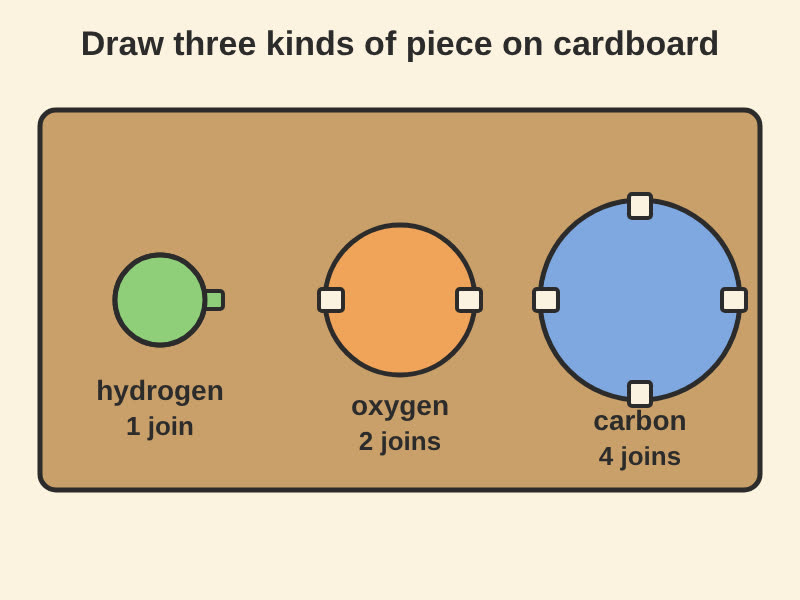 Draw three kinds of piece on cardboard
hydrogen
1 join
oxygen
2 joins
carbon
4 joins